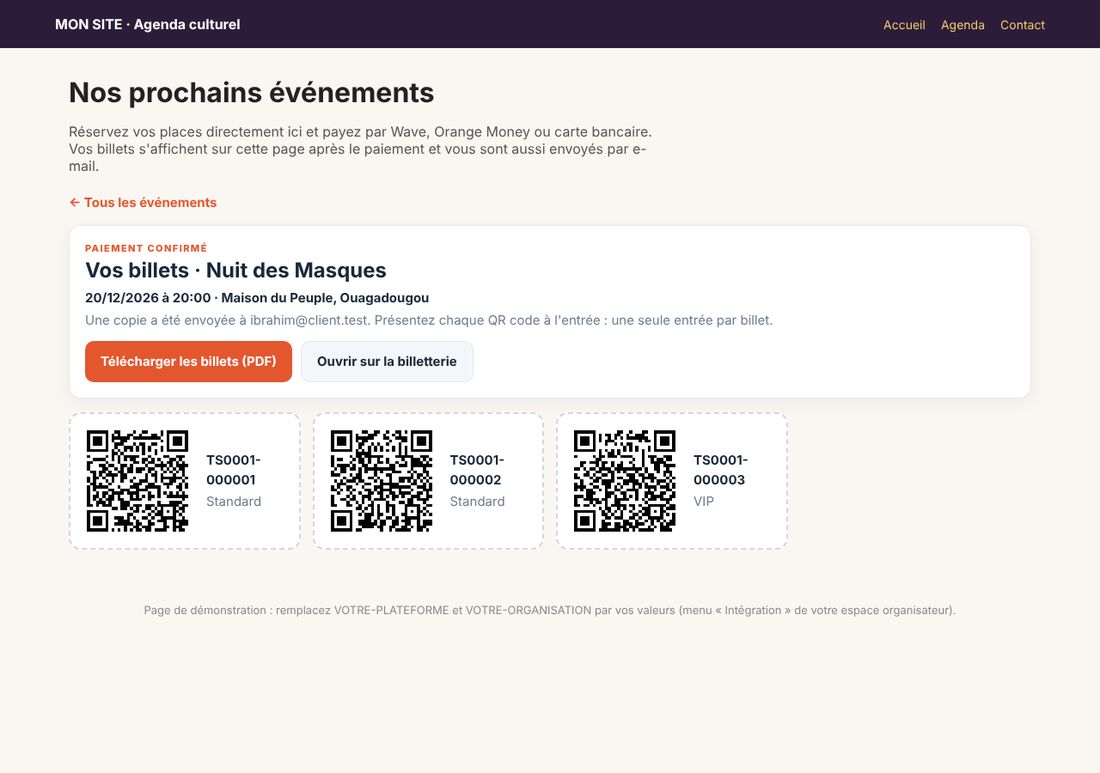 MON SITE · Agenda culturel
Accueil
Agenda
Contact
Nos prochains événements
Réservez vos places directement ici et payez par Wave, Orange Money ou carte bancaire.
Vos billets s'affichent sur cette page après le paiement et vous sont aussi envoyés par e-
mail.
← Tous les événements
PAIEMENT CONFIRMÉ
Vos billets · Nuit des Masques
20/12/2026 à 20:00 · Maison du Peuple, Ouagadougou
Une copie a été envoyée à ibrahim@client.test. Présentez chaque QR code à l'entrée : une seule entrée par billet.
Télécharger les billets (PDF)
Ouvrir sur la billetterie
TS0001-
000001
Standard
TS0001-
000002
Standard
TS0001-
000003
VIP
Page de démonstration : remplacez VOTRE-PLATEFORME et VOTRE-ORGANISATION par vos valeurs (menu « Intégration » de votre espace organisateur).